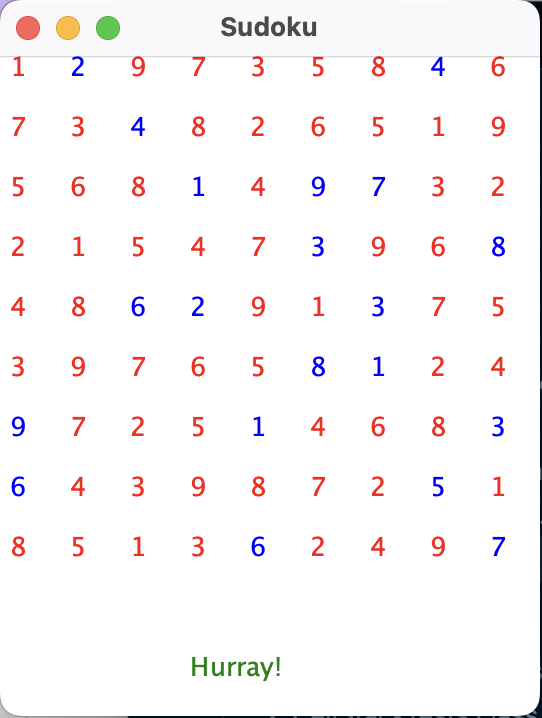 Sudoku
1 2 9 7 3 5 8 4 6
7 3 4 8 2 6 5 1 9
5 6 8 1 4 9 7 3 2
2 1 5 4 7 3 9 6 8
4 8 6 2 9 1 3 7 5
3 9 7 6 5 8 1 2 4
9 7 2 5 1 4 6 8 3
6 4 3 9 8 7 2 5 1
8 5 1 3 6 2 4 9 7
Hurray!